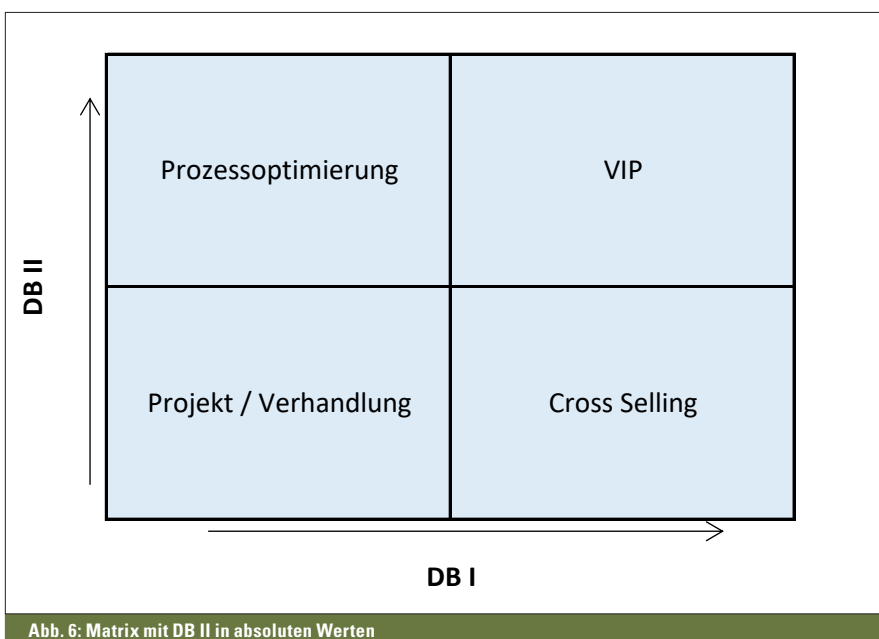 Prozessoptimierung
VIP
DB II
Projekt / Verhandlung
Cross Selling
DB I
Abb. 6: Matrix mit DB II in absoluten Werten